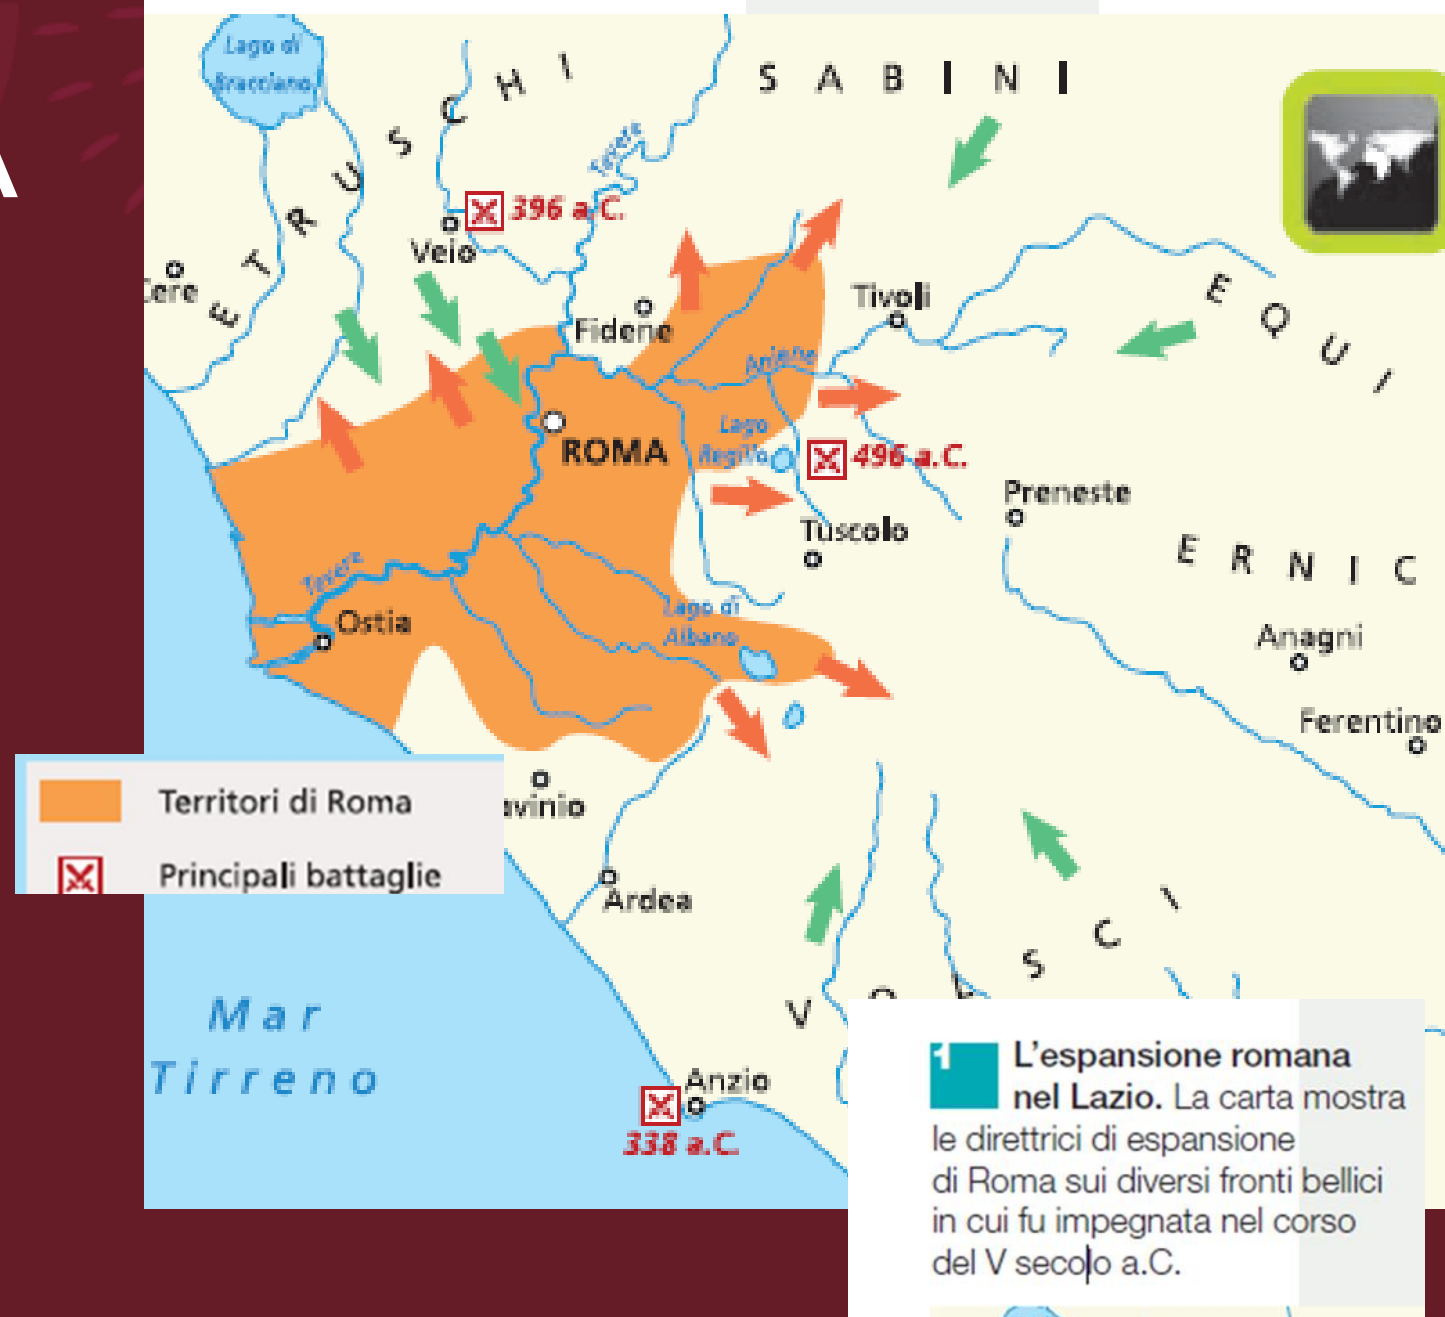 A
Lago di
Bracciano
ETRUSCHI
SABINI
Tevere
396 a.C.
Veio
Fidene
Tivoli
EQUI
Aniene
ROMA
Lago
Regillo
496 a.C.
Preneste
Tuscolo
ERNIC
Tevere
Ostia
Lago di
Albano
Anagni
Ferentino
Territori di Roma
Principali battaglie
Ardea
VOLSCI
Mar
Tirreno
Anzio
338 a.C.
1 L'espansione romana
nel Lazio. La carta mostra
le direttrici di espansione
di Roma sui diversi fronti bellici
in cui fu impegnata nel corso
del V secolo a.C.